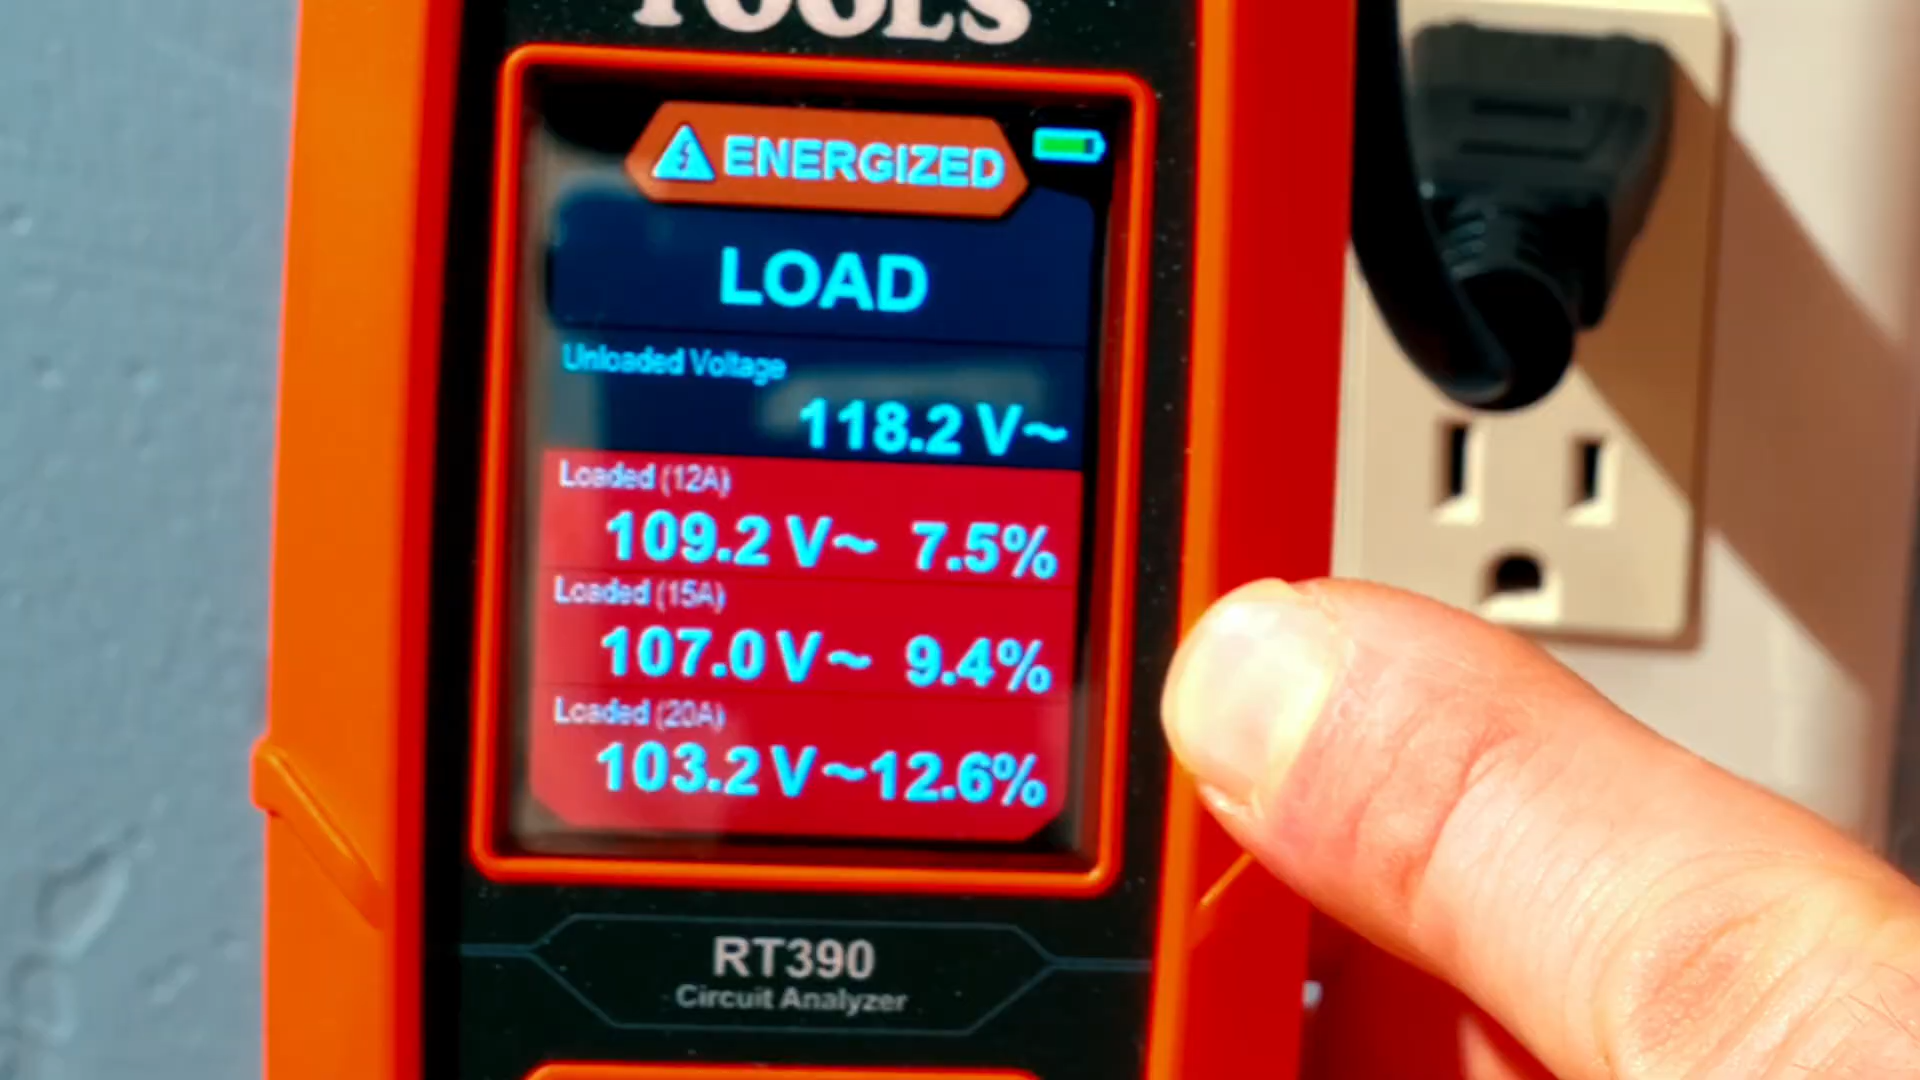 TOOLS
ENERGIZED
LOAD
Unloaded Voltage
118.2 V~
Loaded (12A)
109.2 V~ 7.5%
Loaded (15A)
107.0 V~ 9.4%
Loaded (20A)
103.2 V~ 12.6%
RT390
Circuit Analyzer